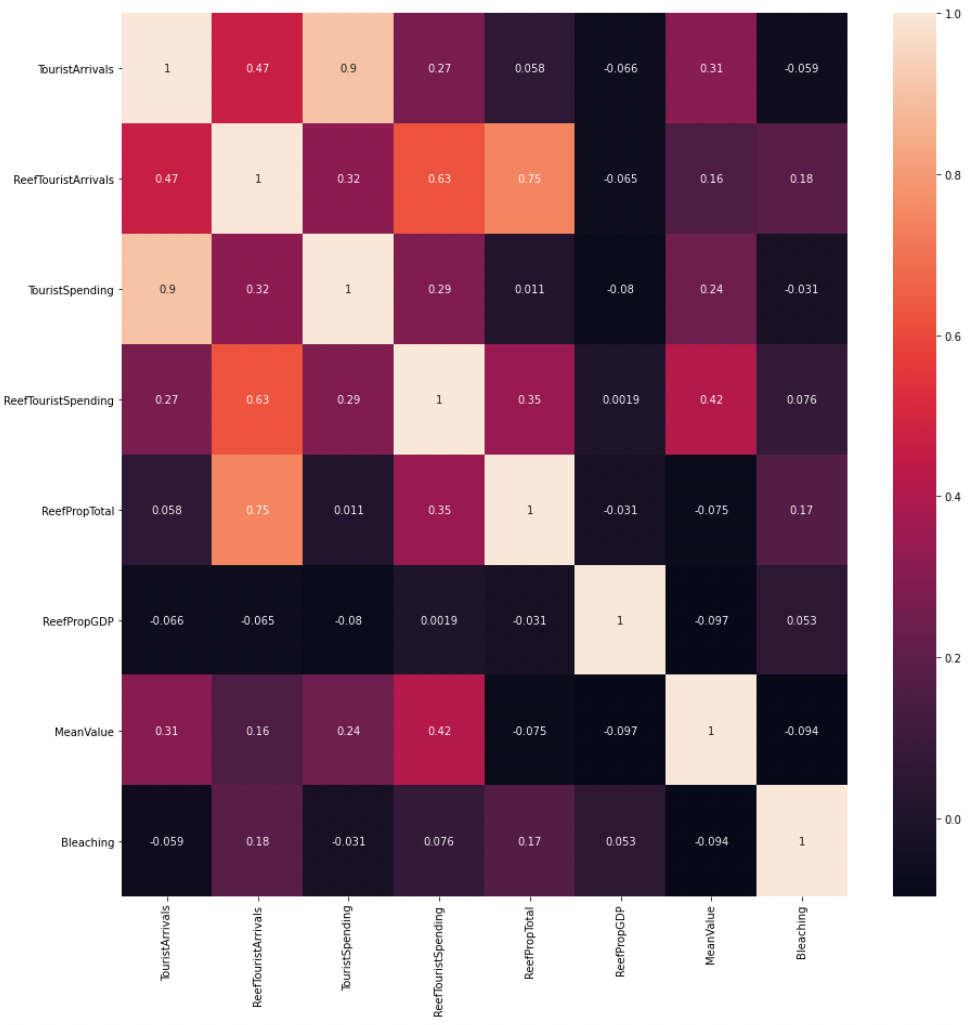 TouristArrivals 1 0.47 0.9 0.27 0.058 -0.066 0.31 -0.059
ReefTouristArrivals 0.47 1 0.32 0.63 0.75 -0.065 0.16 0.18
TouristSpending 0.9 0.32 1 0.29 0.011 -0.08 0.24 -0.031
ReefTouristSpending 0.27 0.63 0.29 1 0.35 0.0019 0.42 0.076
ReefPropTotal 0.058 0.75 0.011 0.35 1 -0.031 -0.075 0.17
ReefPropGDP -0.066 -0.065 -0.08 0.0019 -0.031 1 -0.097 0.053
MeanValue 0.31 0.16 0.24 0.42 -0.075 -0.097 1 -0.094
Bleaching -0.059 0.18 -0.031 0.076 0.17 0.053 -0.094 1
TouristArrivals
ReefTouristArrivals
TouristSpending
ReefTouristSpending
ReefPropTotal
ReefPropGDP
MeanValue
Bleaching
1.0
0.8
0.6
0.4
0.2
0.0